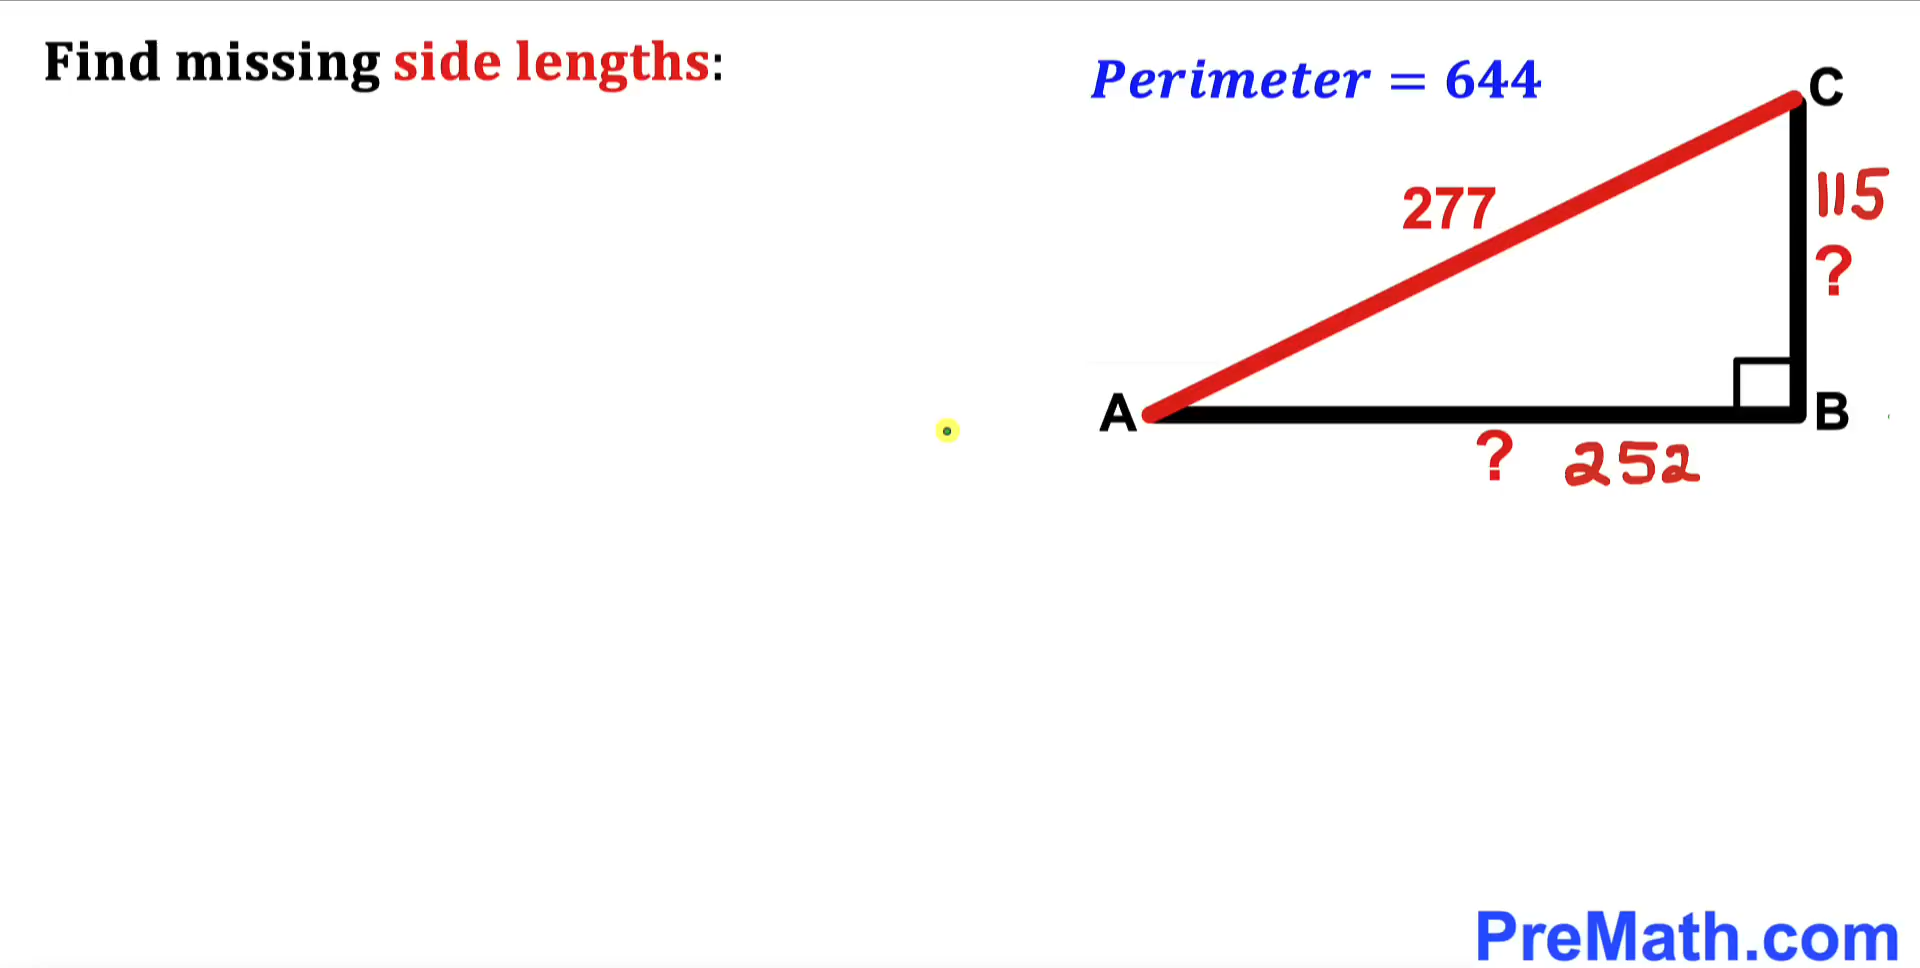 Find missing side lengths:
Perimeter = 644
C
277
115
?
A
B
? 252
PreMath.com